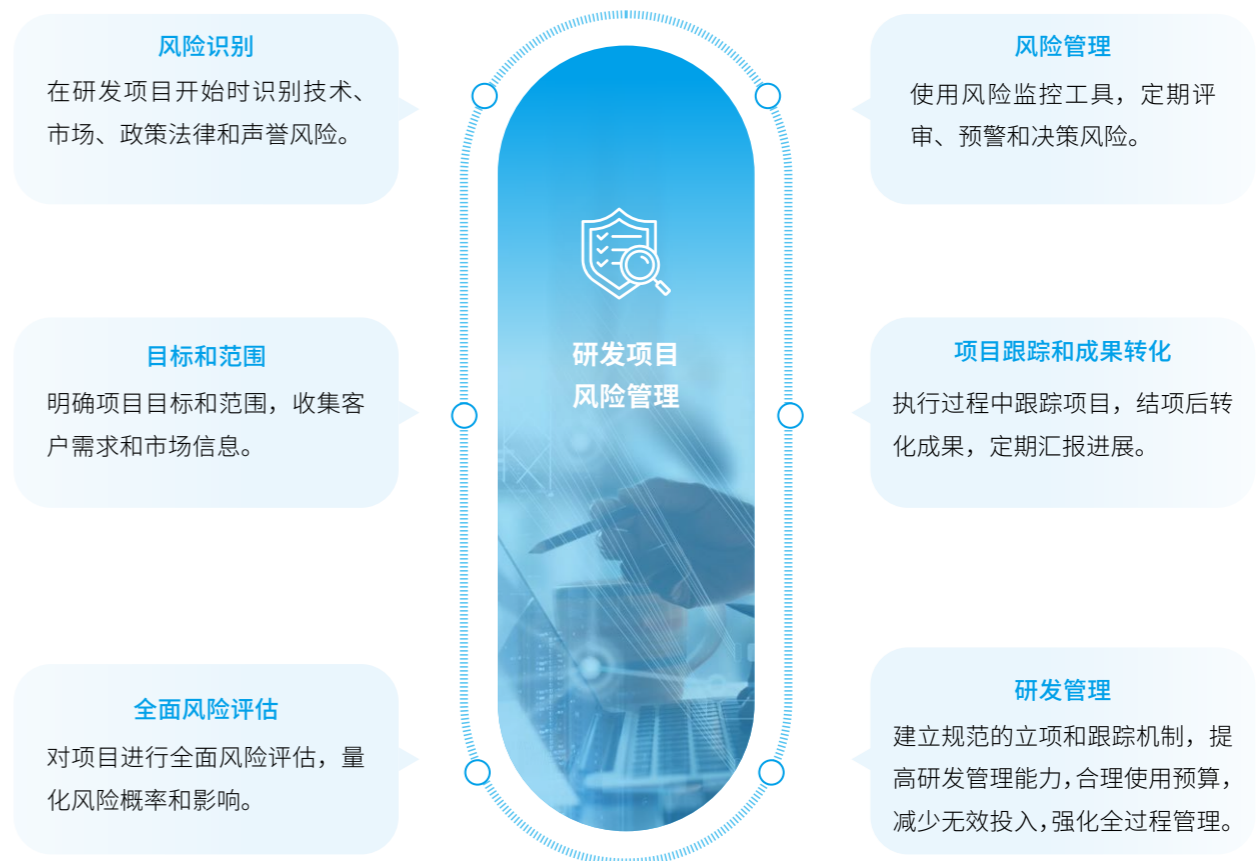 风险识别
在研发项目开始时识别技术、
市场、政策法律和声誉风险。
目标和范围
明确项目目标和范围，收集客
户需求和市场信息。
全面风险评估
对项目进行全面风险评估，量
化风险概率和影响。
研发项目
风险管理
风险管理
使用风险监控工具，定期评
审、预警和决策风险。
项目跟踪和成果转化
执行过程中跟踪项目，结项后转
化成果，定期汇报进展。
研发管理
建立规范的立项和跟踪机制，提
高研发管理能力，合理使用预算，
减少无效投入，强化全过程管理。